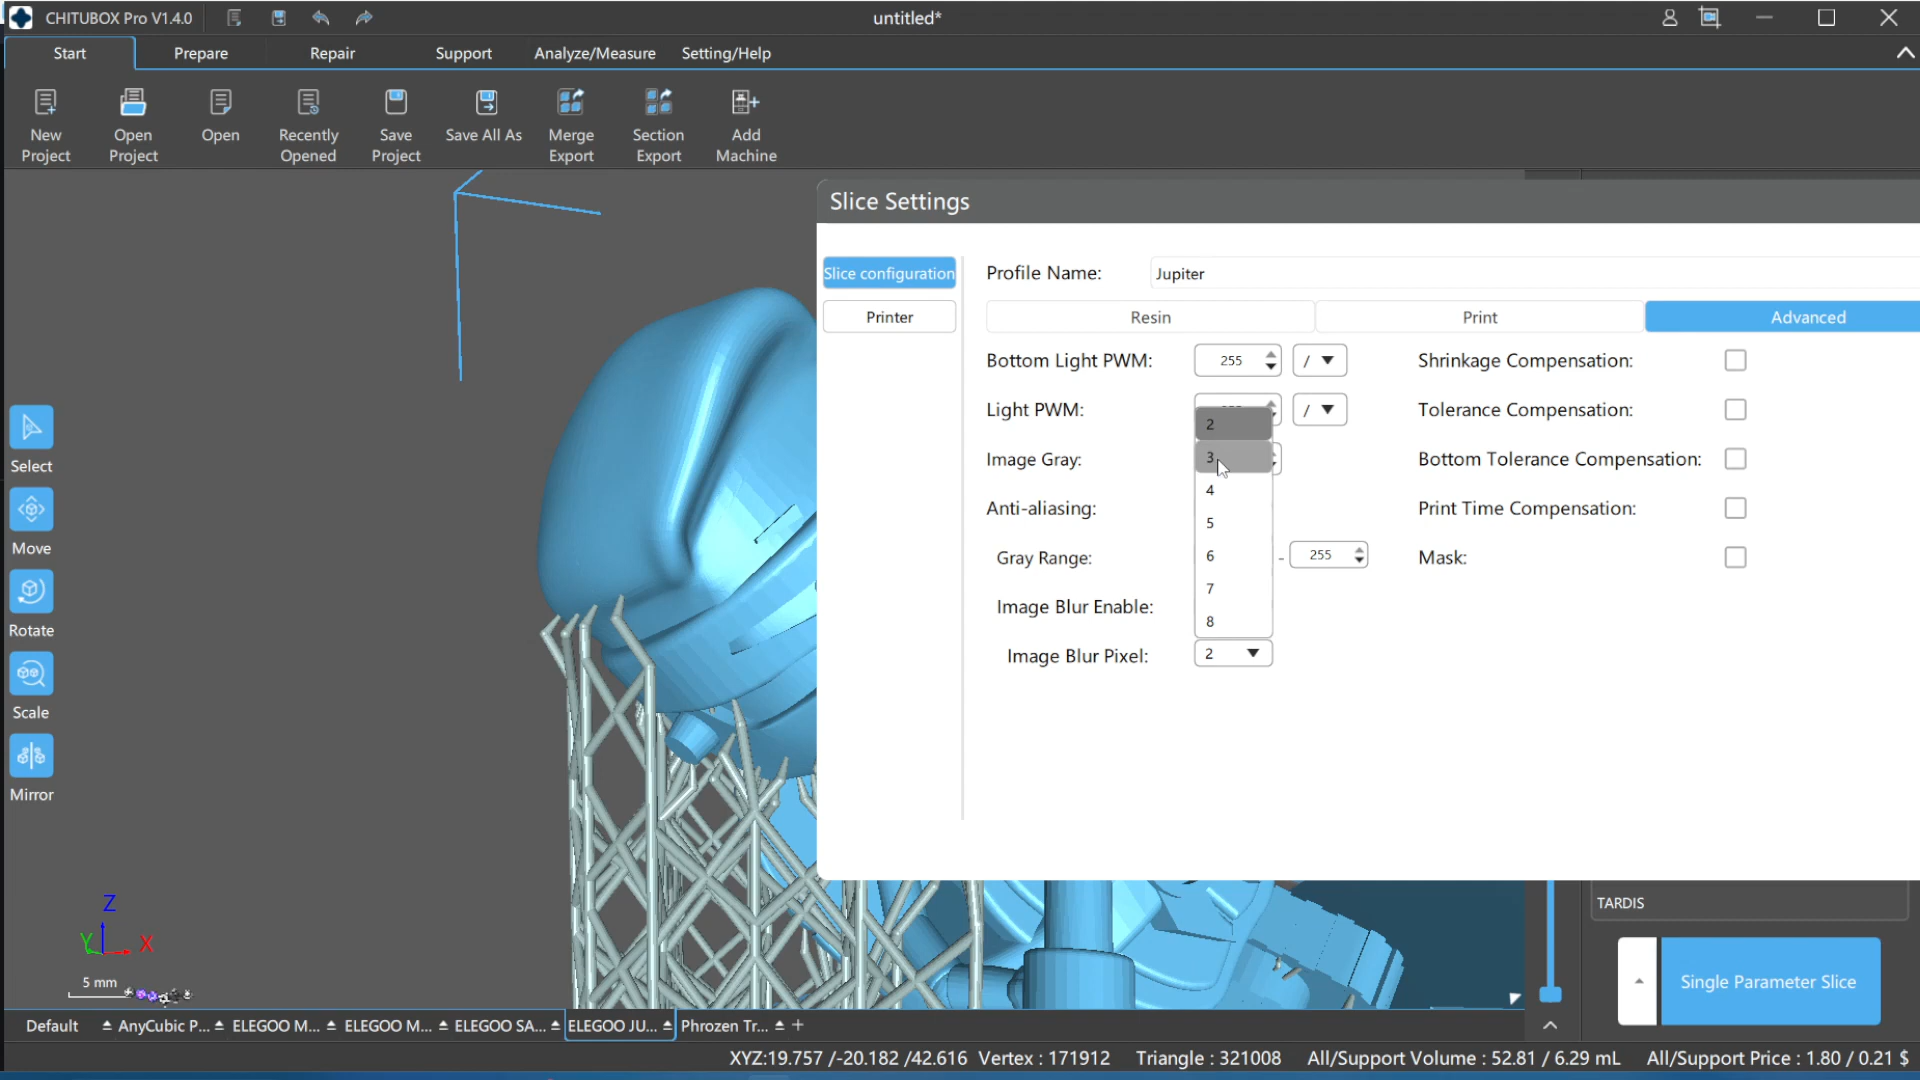 CHITUBOX Pro V1.4.0
untitled*
Start Prepare Repair Support Analyze/Measure Setting/Help
New Project
Open Project
Open
Recently Opened
Save Project
Save All As
Merge Export
Section Export
Add Machine
Slice Settings
Slice configuration
Printer
Profile Name: Jupiter
Resin Print Advanced
Bottom Light PWM: 255 /
Shrinkage Compensation:
Light PWM: /
Tolerance Compensation:
Image Gray:
Bottom Tolerance Compensation:
Anti-aliasing:
Print Time Compensation:
Gray Range: - 255
Mask:
Image Blur Enable:
Image Blur Pixel: 2
2
3
4
5
6
7
8
Select
Move
Rotate
Scale
Mirror
Z
Y X
5 mm
TARDIS
Single Parameter Slice
Default AnyCubic P... ELEGOO M... ELEGOO M... ELEGOO SA... ELEGOO JU... Phrozen Tr... +
XYZ:19.757 /-20.182 /42.616 Vertex : 171912 Triangle : 321008 All/Support Volume : 52.81 / 6.29 mL All/Support Price : 1.80 / 0.21 $